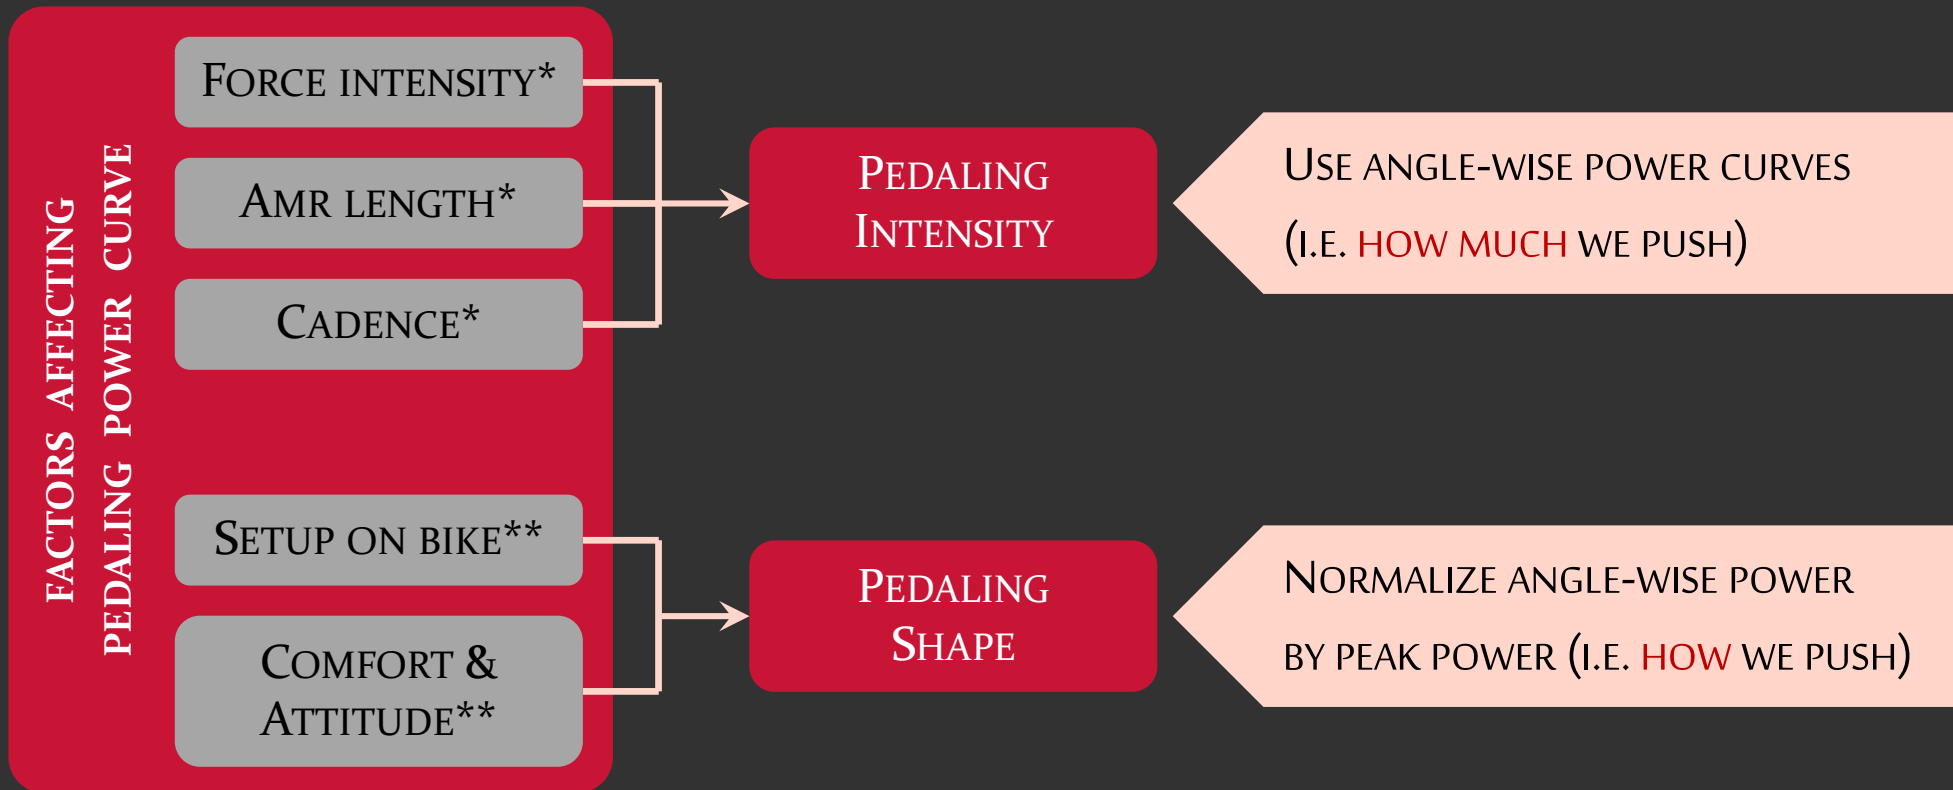 FACTORS AFFECTING
PEDALING POWER CURVE
FORCE INTENSITY*
AMR LENGTH*
CADENCE*
SETUP ON BIKE**
COMFORT &
ATTITUDE**
PEDALING
INTENSITY
USE ANGLE-WISE POWER CURVES
(I.E. HOW MUCH WE PUSH)
PEDALING
SHAPE
NORMALIZE ANGLE-WISE POWER
BY PEAK POWER (I.E. HOW WE PUSH)